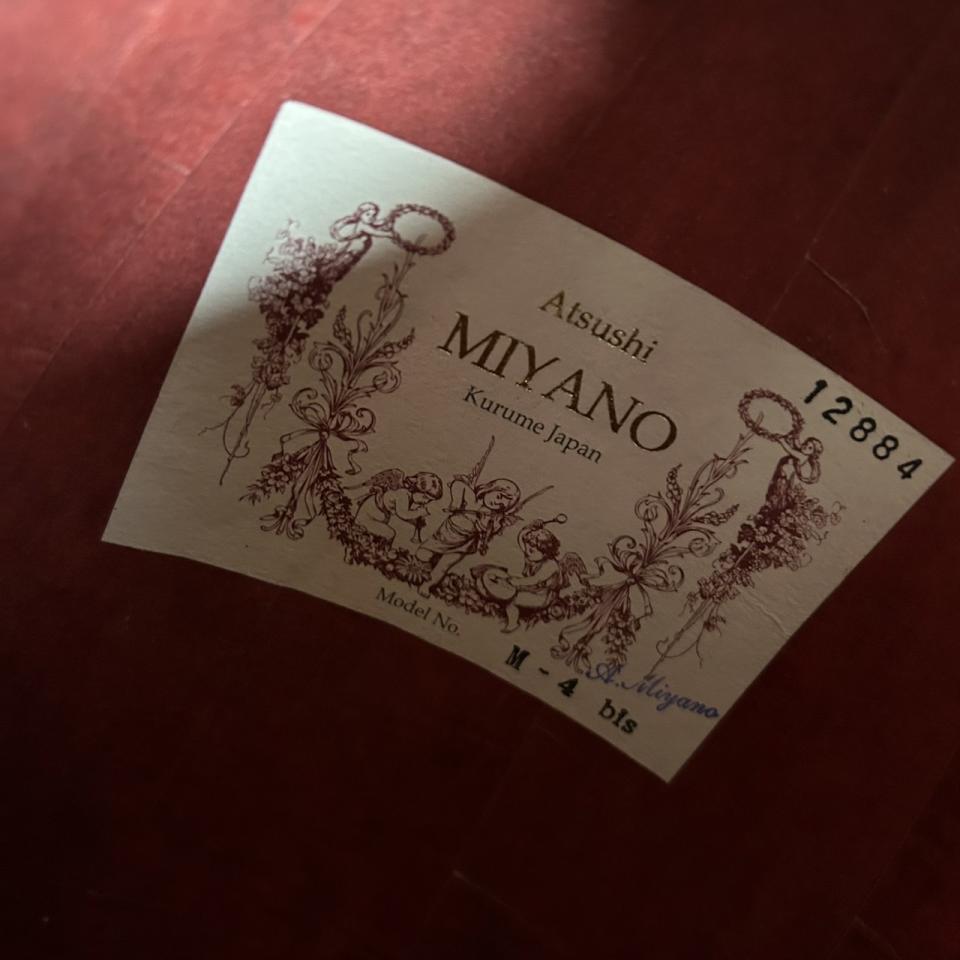 Atsushi
MIYANO
Kurume Japan
12884
Model No.
M-4 bis
A.Miyano